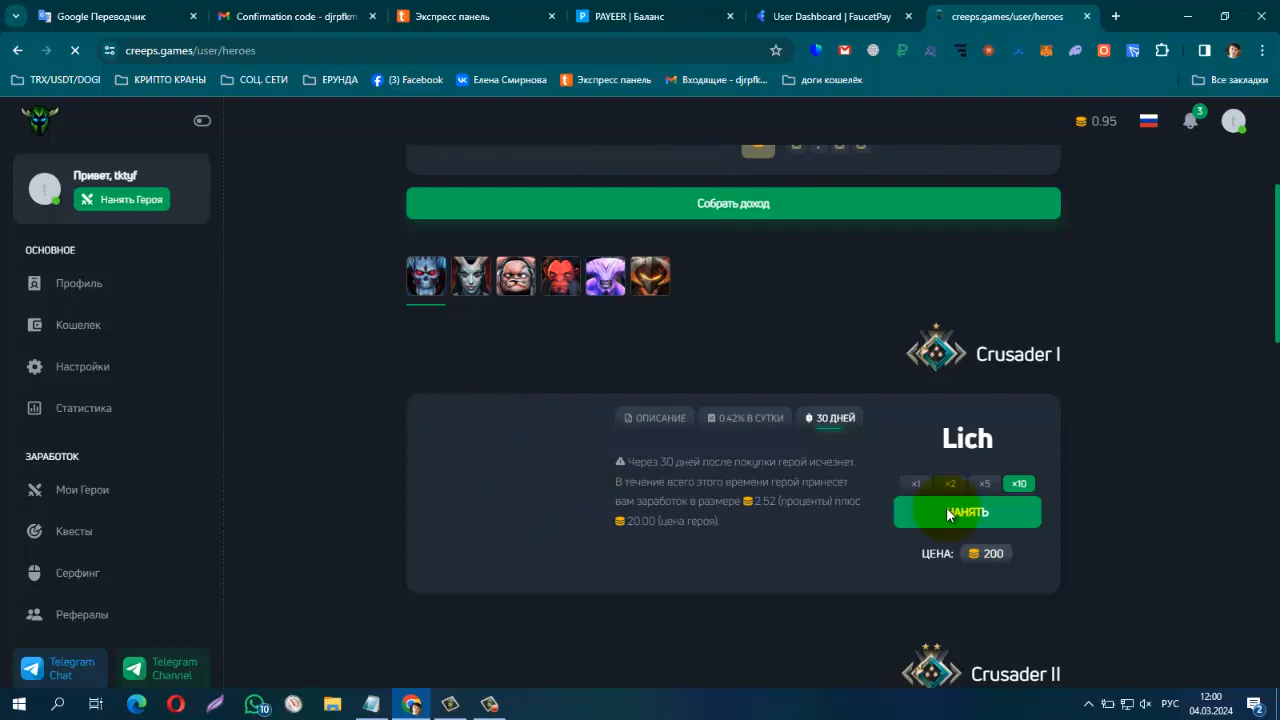 Google Переводчик
Confirmation code - djrpfkm
Экспресс панель
PAYEER | Баланс
User Dashboard | FaucetPay
creeps.games/user/heroes
creeps.games/user/heroes
TRX/USDT/DOGI
КРИПТО КРАНЫ
СОЦ. СЕТИ
ЕРУНДА
(3) Facebook
Елена Смирнова
Экспресс панель
Входящие - djrpfk...
доги кошелёк
Все закладки
0.95
3
Привет, tktyf
t
Нанять Героя
t
Собрать доход
ОСНОВНОЕ
Профиль
Кошелек
Настройки
Статистика
ЗАРАБОТОК
Мои Герои
Квесты
Серфинг
Рефералы
Telegram Chat
Telegram Channel
Crusader I
ОПИСАНИЕ
0.42% В СУТКИ
30 ДНЕЙ
Через 30 дней после покупки герой исчезнет.
В течение всего этого времени герой принесет
вам заработок в размере 2.52 (проценты) плюс
20.00 (цена героя).
Lich
×1 ×2 ×5 ×10
НАНЯТЬ
ЦЕНА: 200
Crusader II
10
РУС
12:00
04.03.2024
2